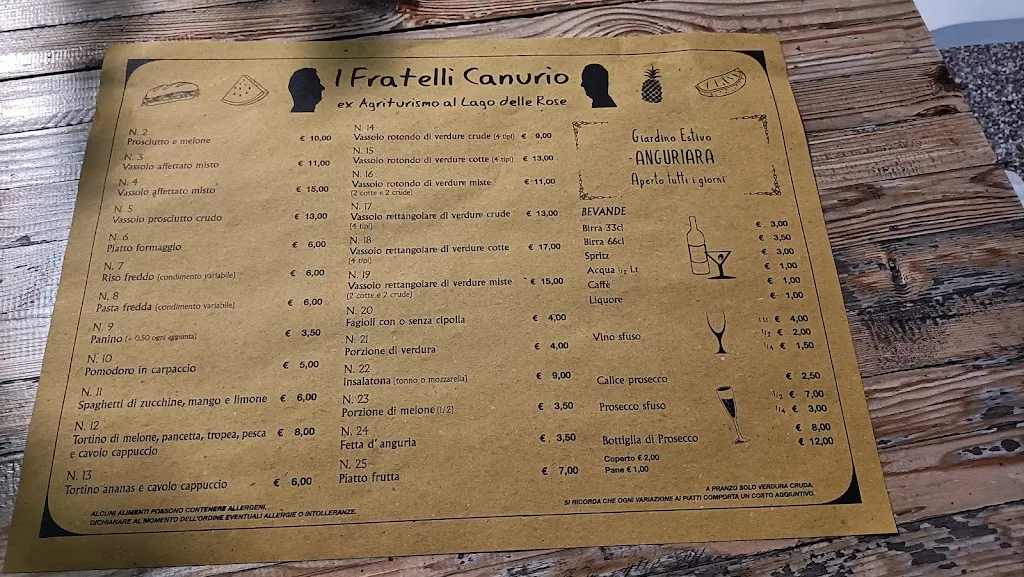 I Fratelli Canurio
ex Agriturismo al Lago delle Rose
N. 2
Prosciutto e melone € 10,00
N. 3
Vassoio affettato misto € 11,00
N. 4
Vassoio affettato misto € 15,00
N. 5
Vassoio prosciutto crudo € 13,00
N. 6
Piatto formaggio € 6,00
N. 7
Riso freddo (condimento variabile) € 6,00
N. 8
Pasta fredda (condimento variabile) € 6,00
N. 9
Panino (+ 0,50 ogni aggiunta) € 3,50
N. 10
Pomodoro in carpaccio € 5,00
N. 11
Spaghetti di zucchine, mango e limone € 6,00
N. 12
Tortino di melone, pancetta, tropea, pesca € 8,00
e cavolo cappuccio
N. 13
Tortino ananas e cavolo cappuccio € 6,00
N. 14
Vassoio rotondo di verdure crude (4 tipi) € 9,00
N. 15
Vassoio rotondo di verdure cotte (4 tipi) € 13,00
N. 16
Vassoio rotondo di verdure miste € 11,00
(2 cotte e 2 crude)
N. 17
Vassoio rettangolare di verdure crude € 13,00
(4 tipi)
N. 18
Vassoio rettangolare di verdure cotte € 17,00
(4 tipi)
N. 19
Vassoio rettangolare di verdure miste € 15,00
(2 cotte e 2 crude)
N. 20
Fagioli con o senza cipolla € 4,00
N. 21
Porzione di verdura € 4,00
N. 22
Insalatona (tonno o mozzarella) € 9,00
N. 23
Porzione di melone (1/2) € 3,50
N. 24
Fetta d'anguria € 3,50
N. 25
Piatto frutta € 7,00
Giardino Estivo
ANGURIARA
Aperto tutti i giorni
BEVANDE
Birra 33cl € 3,00
Birra 66cl € 3,50
Spritz € 3,00
Acqua 1/2 Lt € 1,00
Caffè € 1,00
Liquore € 1,00
1 Lt € 4,00
Vino sfuso 1/2 € 2,00
1/4 € 1,50
Calice prosecco € 2,50
Prosecco sfuso 1/2 € 7,00
1/4 € 3,00
€ 8,00
Bottiglia di Prosecco € 12,00
Coperto € 2,00
Pane € 1,00
ALCUNI ALIMENTI POSSONO CONTENERE ALLERGENI.
DICHIARARE AL MOMENTO DELL'ORDINE EVENTUALI ALLERGIE O INTOLLERANZE.
A PRANZO SOLO VERDURA CRUDA.
SI RICORDA CHE OGNI VARIAZIONE AI PIATTI COMPORTA UN COSTO AGGIUNTIVO.